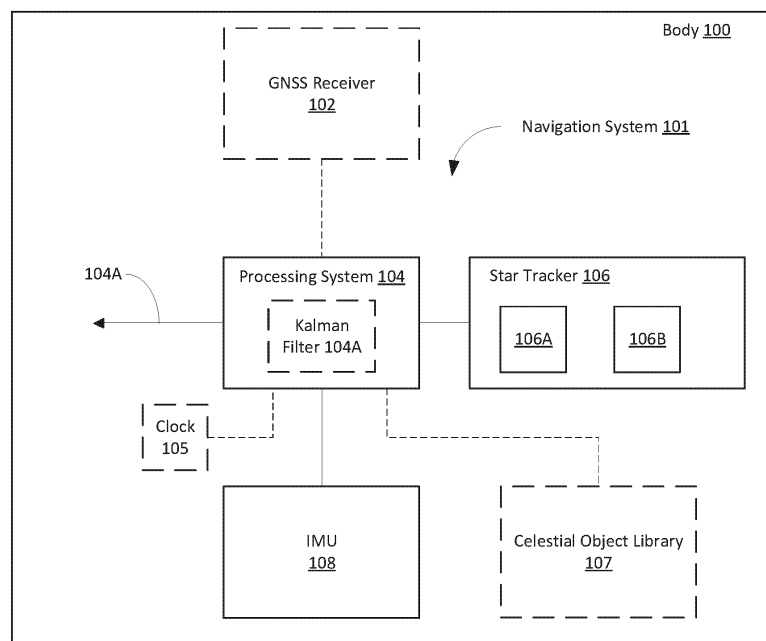 Body 100
GNSS Receiver
102
Navigation System 101
104A
Processing System 104
Kalman
Filter 104A
Star Tracker 106
106A
106B
Clock
105
IMU
108
Celestial Object Library
107